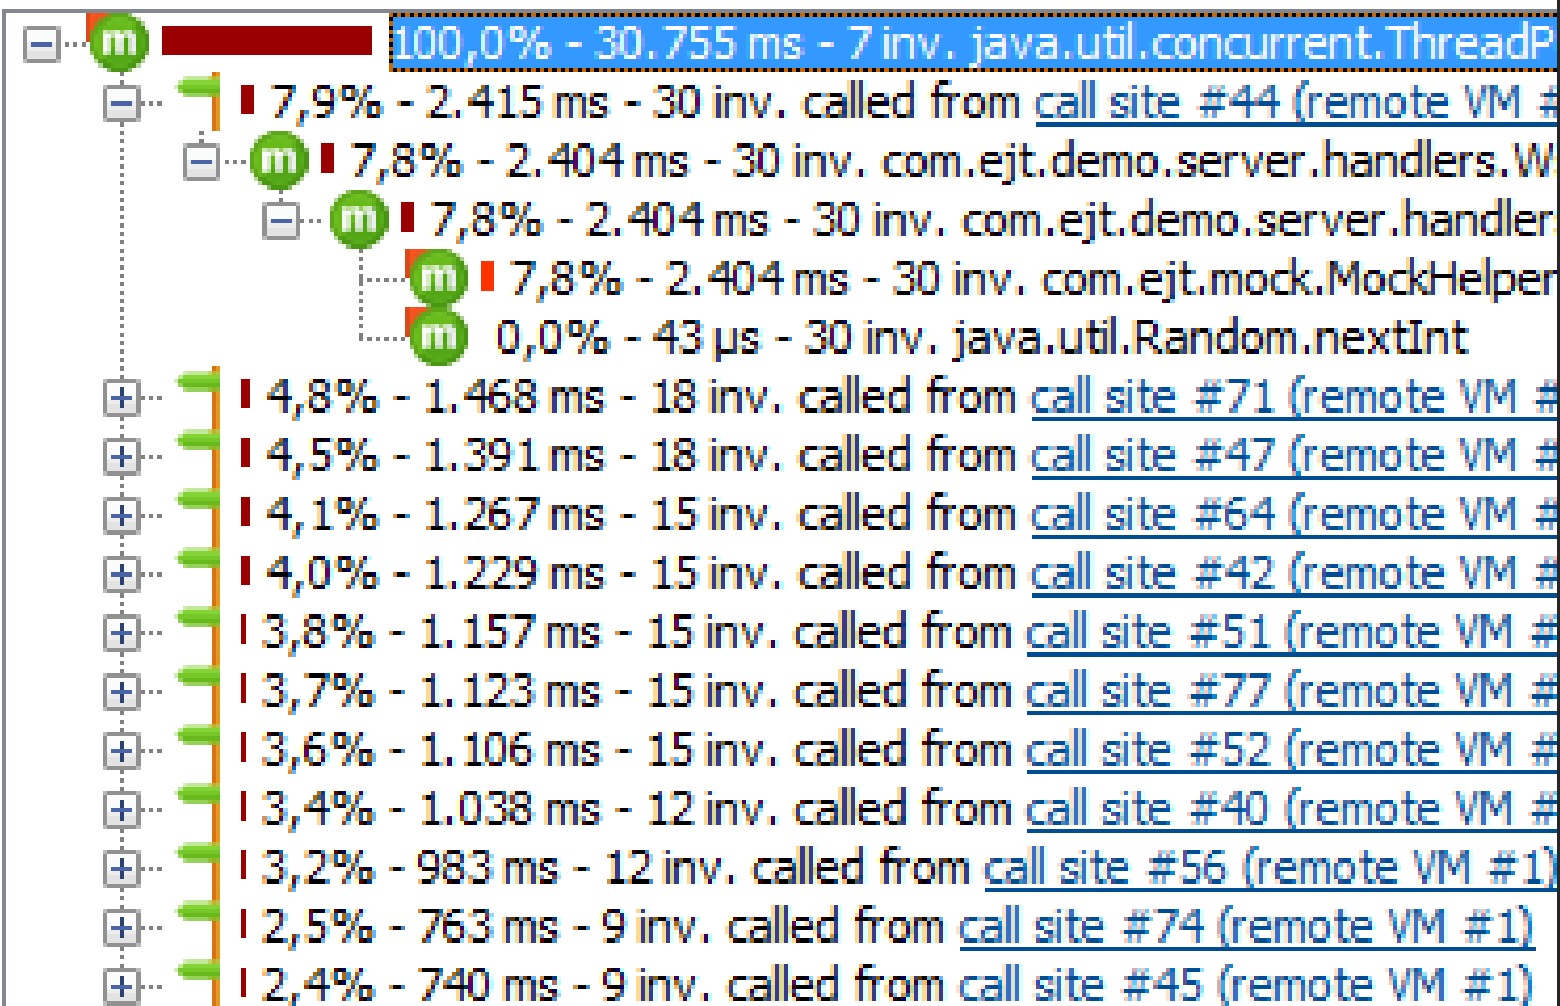 100,0% - 30.755 ms - 7 inv. java.util.concurrent.ThreadP
7,9% - 2.415 ms - 30 inv. called from call site #44 (remote VM #
7,8% - 2.404 ms - 30 inv. com.ejt.demo.server.handlers.W
7,8% - 2.404 ms - 30 inv. com.ejt.demo.server.handler
7,8% - 2.404 ms - 30 inv. com.ejt.mock.MockHelper
0,0% - 43 µs - 30 inv. java.util.Random.nextInt
4,8% - 1.468 ms - 18 inv. called from call site #71 (remote VM #
4,5% - 1.391 ms - 18 inv. called from call site #47 (remote VM #
4,1% - 1.267 ms - 15 inv. called from call site #64 (remote VM #
4,0% - 1.229 ms - 15 inv. called from call site #42 (remote VM #
3,8% - 1.157 ms - 15 inv. called from call site #51 (remote VM #
3,7% - 1.123 ms - 15 inv. called from call site #77 (remote VM #
3,6% - 1.106 ms - 15 inv. called from call site #52 (remote VM #
3,4% - 1.038 ms - 12 inv. called from call site #40 (remote VM #
3,2% - 983 ms - 12 inv. called from call site #56 (remote VM #1)
2,5% - 763 ms - 9 inv. called from call site #74 (remote VM #1)
2,4% - 740 ms - 9 inv. called from call site #45 (remote VM #1)